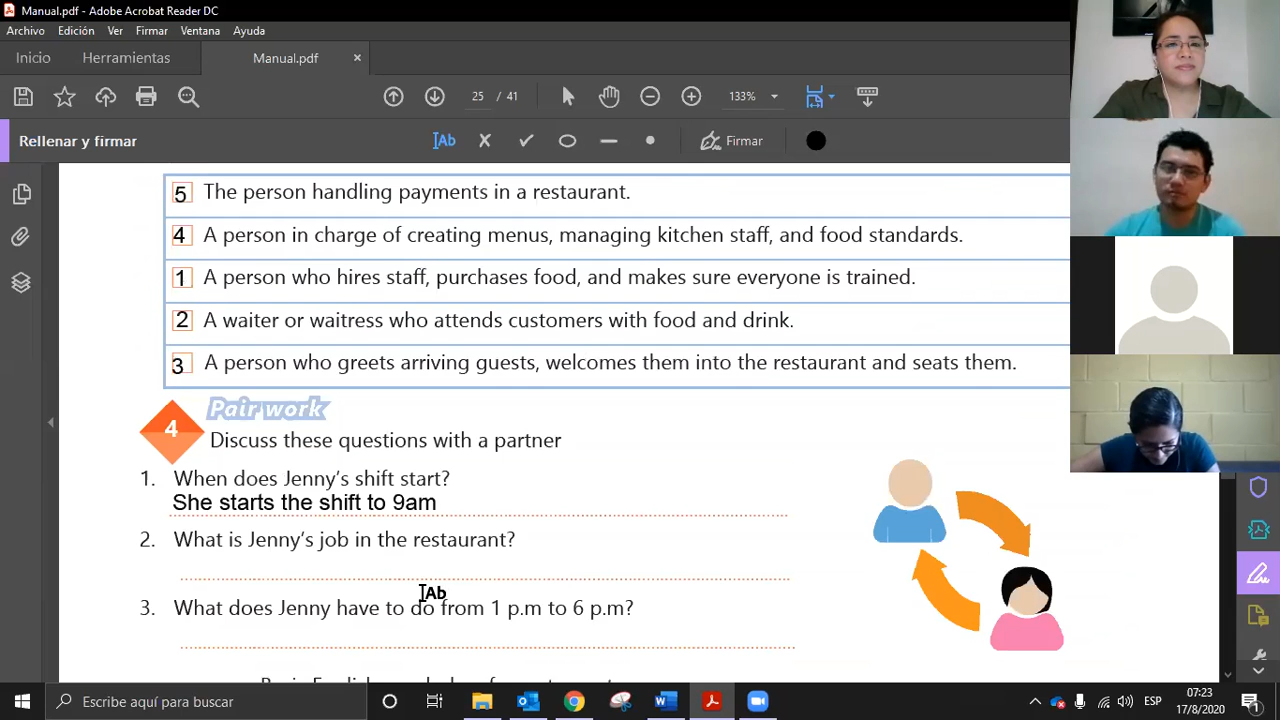 Manual.pdf - Adobe Acrobat Reader DC
Archivo Edición Ver Firmar Ventana Ayuda
Inicio Herramientas Manual.pdf ×
25 / 41 133%
Rellenar y firmar Ab Firmar
5 The person handling payments in a restaurant.
4 A person in charge of creating menus, managing kitchen staff, and food standards.
1 A person who hires staff, purchases food, and makes sure everyone is trained.
2 A waiter or waitress who attends customers with food and drink.
3 A person who greets arriving guests, welcomes them into the restaurant and seats them.
4 Pair work
Discuss these questions with a partner
1. When does Jenny's shift start?
She starts the shift to 9am
2. What is Jenny's job in the restaurant?
Ab
3. What does Jenny have to do from 1 p.m to 6 p.m?
Escribe aquí para buscar
ESP
07:23
17/8/2020
1